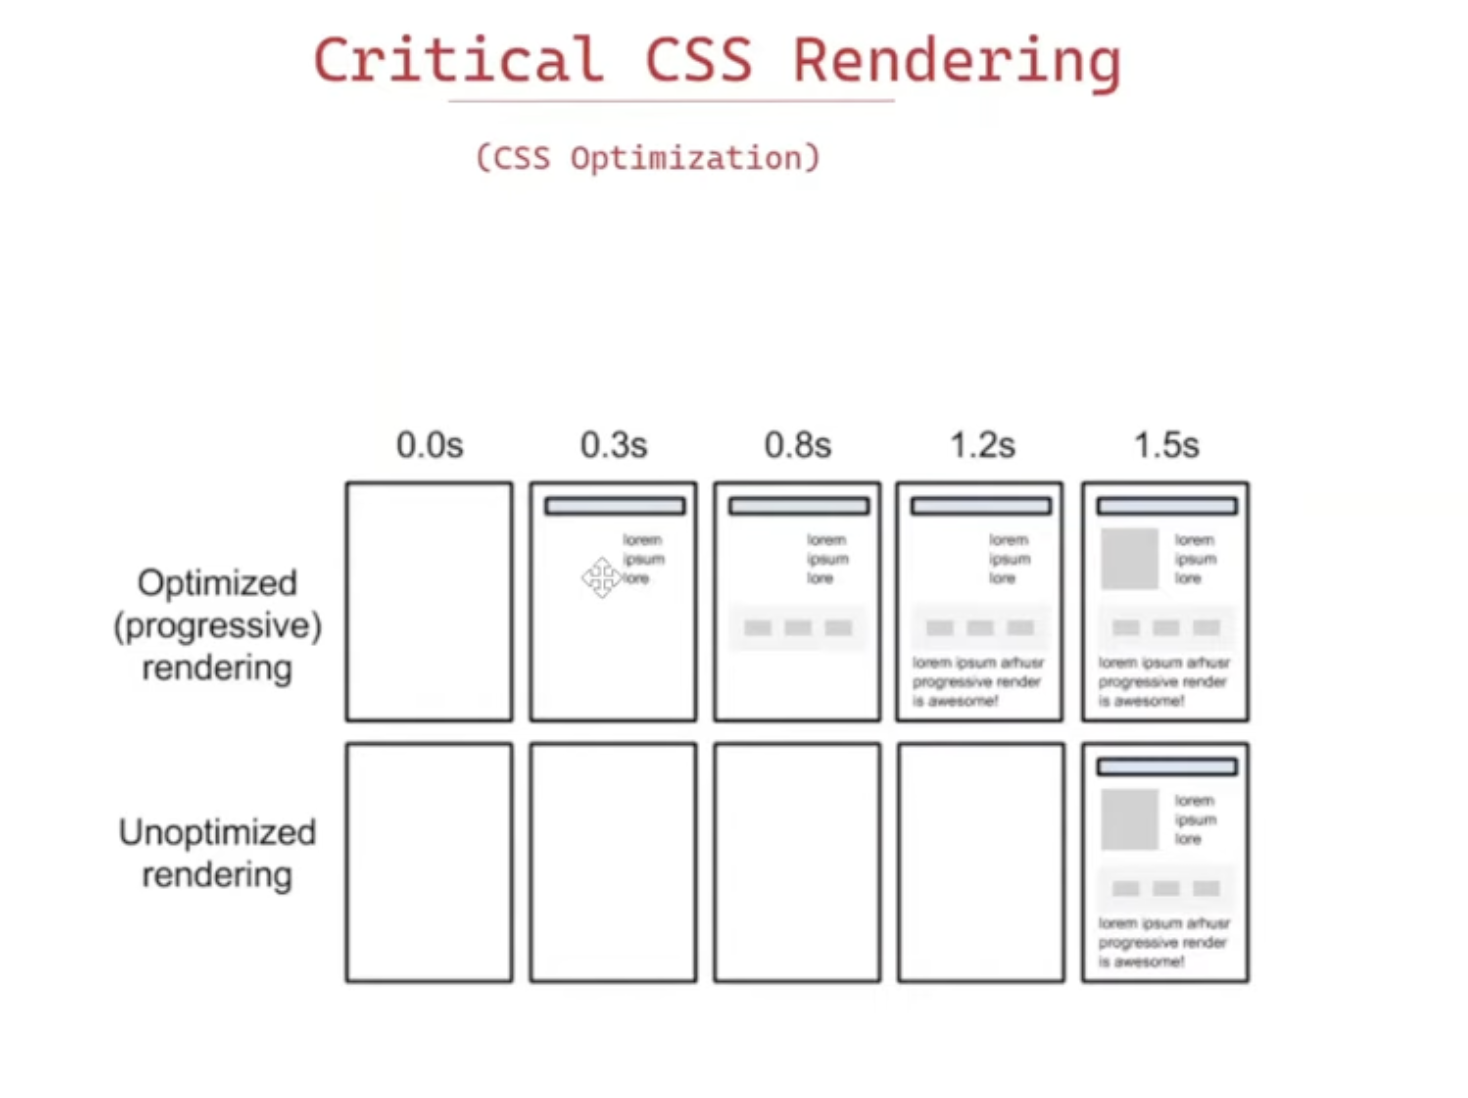 Critical CSS Rendering
(CSS Optimization)
0.0s 0.3s 0.8s 1.2s 1.5s
Optimized
(progressive)
rendering
lorem
ipsum
lore
lorem
ipsum
lore
lorem
ipsum
lore
lorem ipsum arhusr
progressive render
is awesome!
lorem
ipsum
lore
lorem ipsum arhusr
progressive render
is awesome!
Unoptimized
rendering
lorem
ipsum
lore
lorem ipsum arhusr
progressive render
is awesome!